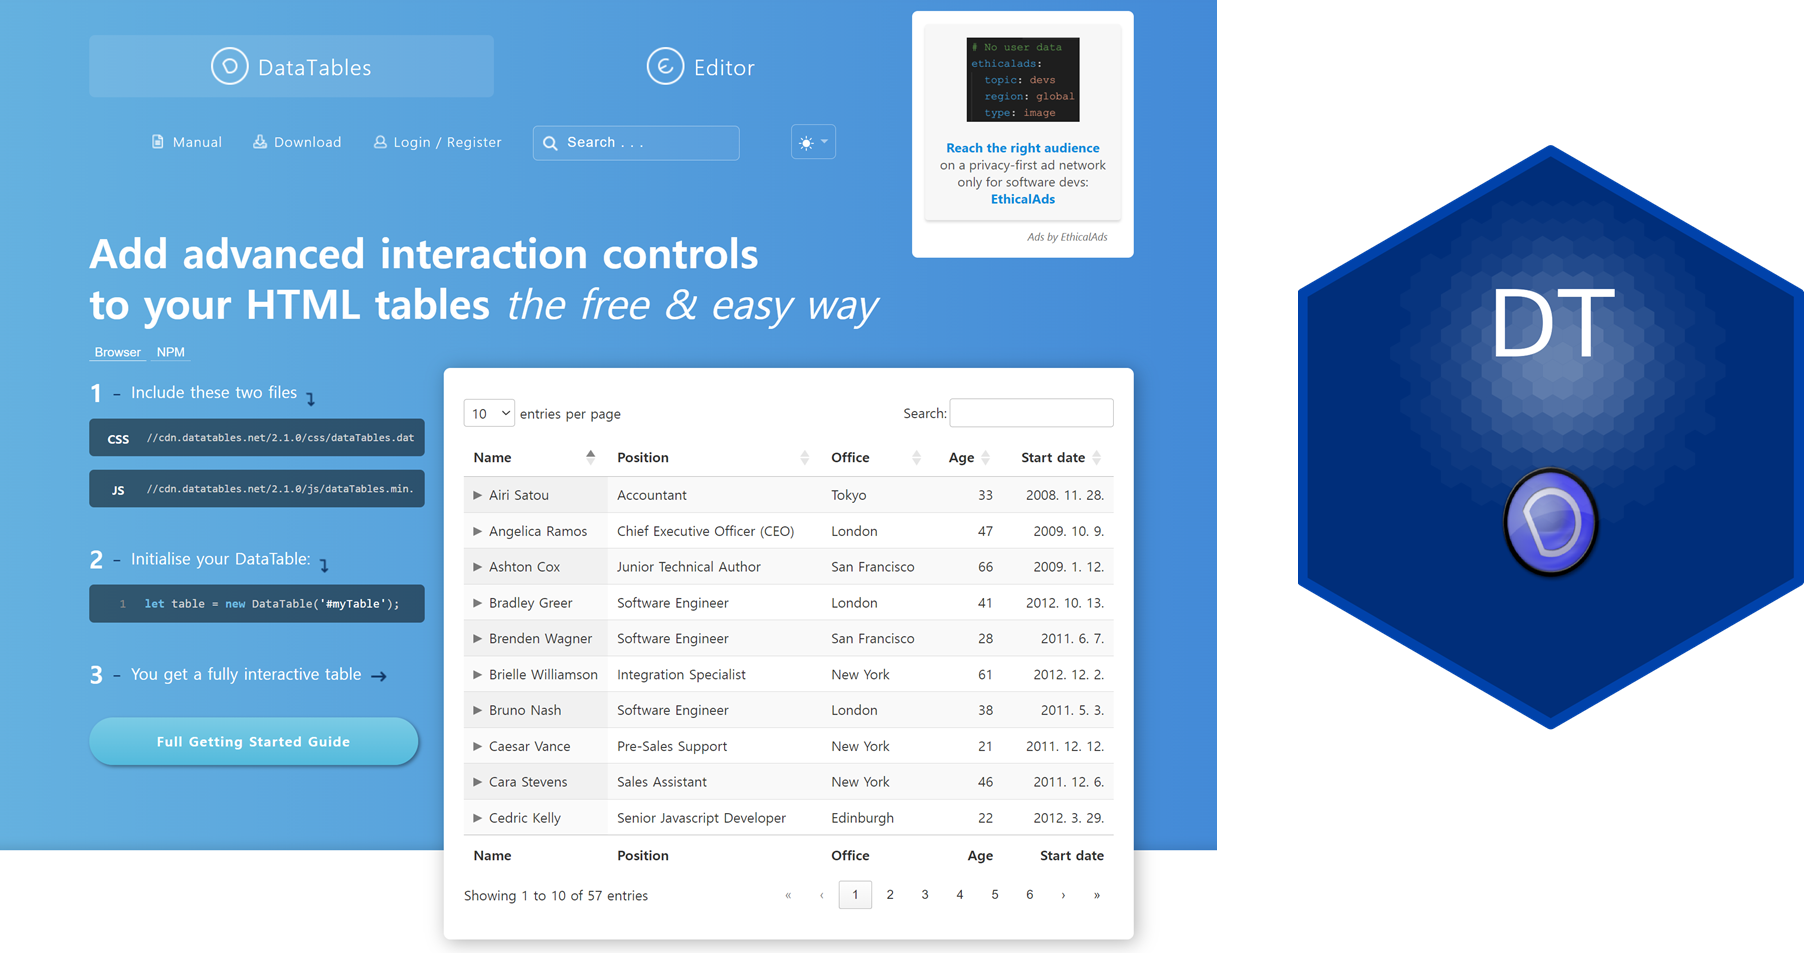 DataTables
Editor
Manual
Download
Login / Register
Search . . .
# No user data
ethicalads:
topic: devs
region: global
type: image
Reach the right audience
on a privacy-first ad network
only for software devs:
EthicalAds
Ads by EthicalAds
Add advanced interaction controls
to your HTML tables the free & easy way
Browser NPM
1 – Include these two files
CSS //cdn.datatables.net/2.1.0/css/dataTables.dat
JS //cdn.datatables.net/2.1.0/js/dataTables.min.
2 – Initialise your DataTable:
1 let table = new DataTable('#myTable');
3 – You get a fully interactive table →
Full Getting Started Guide
10 entries per page
Search:
Name Position Office Age Start date
Airi Satou Accountant Tokyo 33 2008. 11. 28.
Angelica Ramos Chief Executive Officer (CEO) London 47 2009. 10. 9.
Ashton Cox Junior Technical Author San Francisco 66 2009. 1. 12.
Bradley Greer Software Engineer London 41 2012. 10. 13.
Brenden Wagner Software Engineer San Francisco 28 2011. 6. 7.
Brielle Williamson Integration Specialist New York 61 2012. 12. 2.
Bruno Nash Software Engineer London 38 2011. 5. 3.
Caesar Vance Pre-Sales Support New York 21 2011. 12. 12.
Cara Stevens Sales Assistant New York 46 2011. 12. 6.
Cedric Kelly Senior Javascript Developer Edinburgh 22 2012. 3. 29.
Name Position Office Age Start date
Showing 1 to 10 of 57 entries
« ‹ 1 2 3 4 5 6 › »
DT